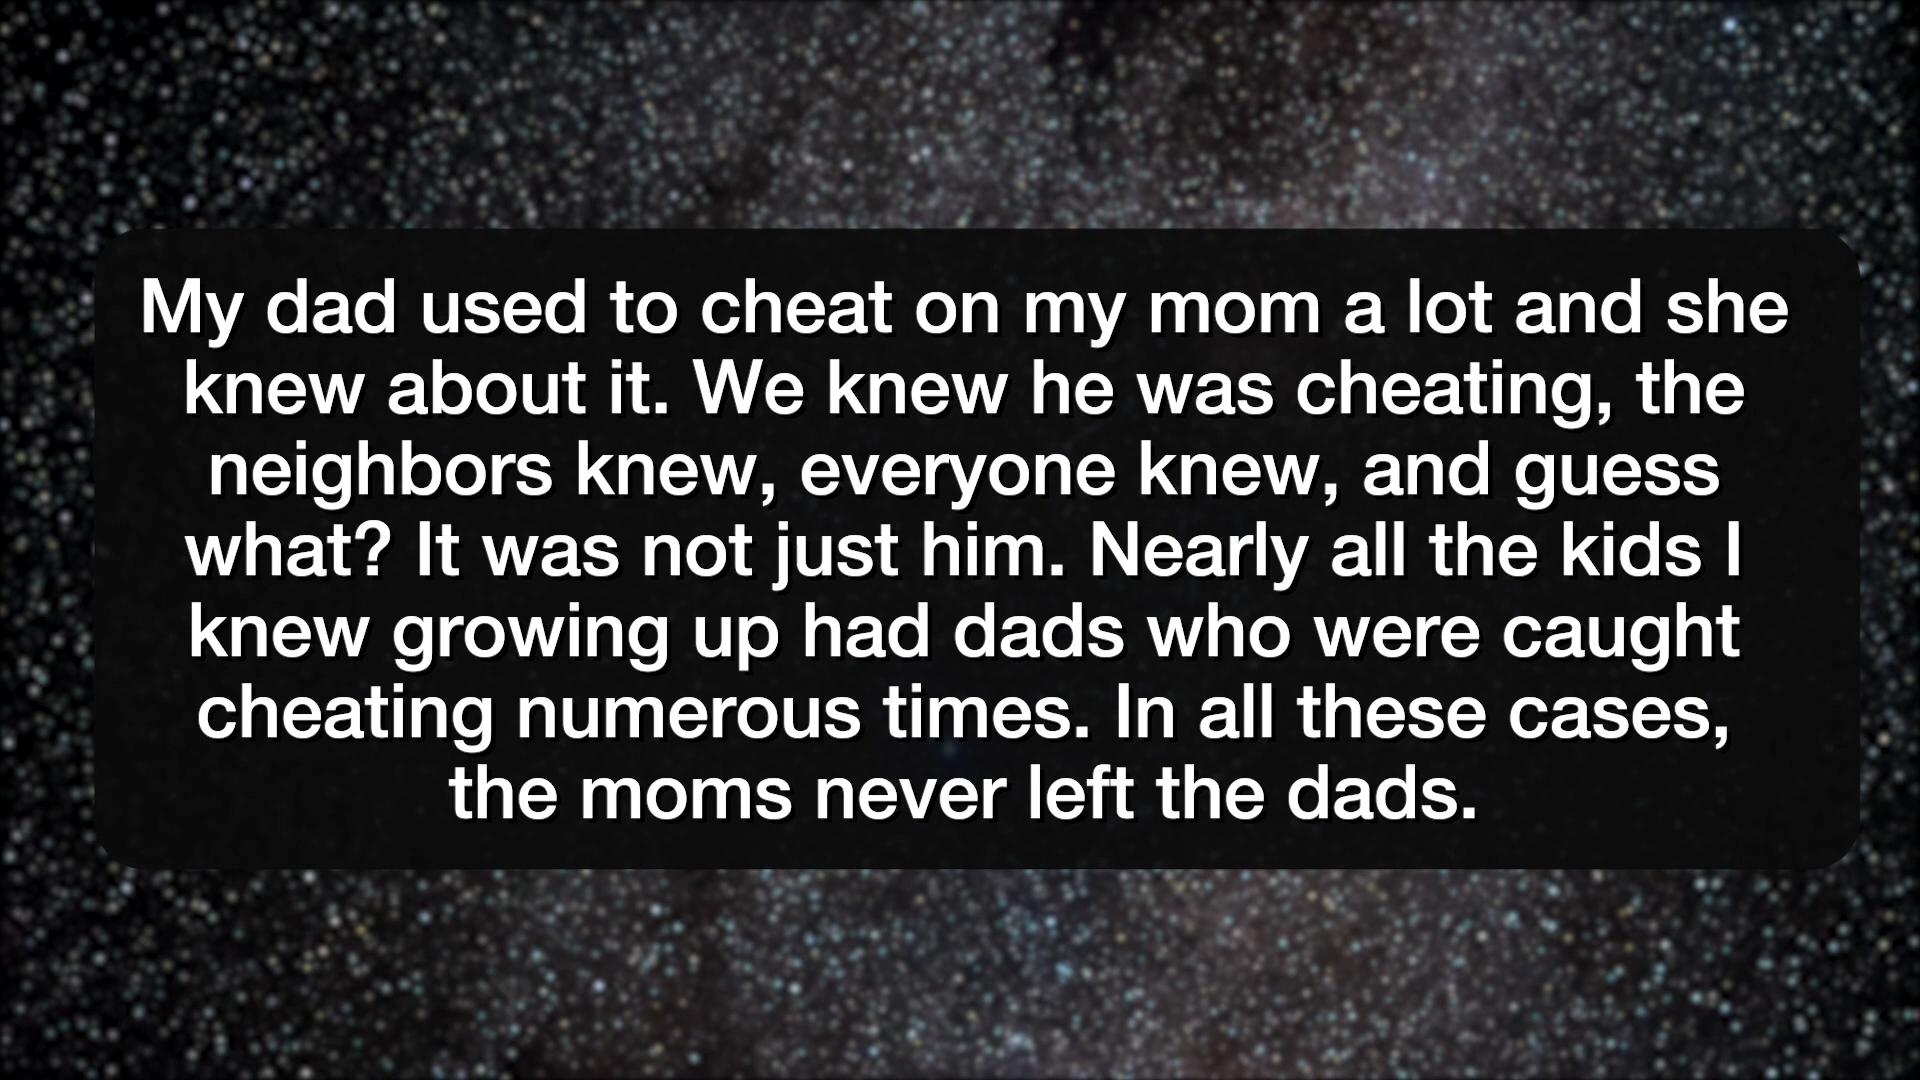 My dad used to cheat on my mom a lot and she
knew about it. We knew he was cheating, the
neighbors knew, everyone knew, and guess
what? It was not just him. Nearly all the kids I
knew growing up had dads who were caught
cheating numerous times. In all these cases,
the moms never left the dads.